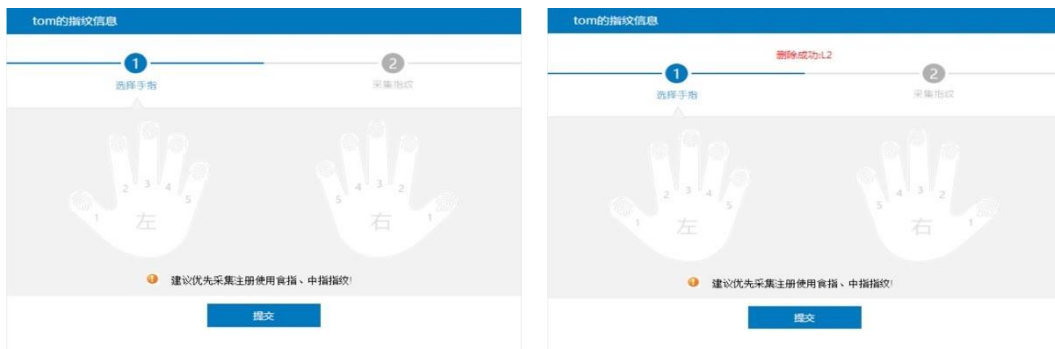 tom的指纹信息
1
2
选择手指
采集指纹
2 3 4 5
1
左
5 4 3 2
1
右
建议优先采集注册使用食指、中指指纹!
提交
tom的指纹信息
删除成功:L2
1
2
选择手指
采集指纹
2 3 4 5
1
左
5 4 3 2
1
右
建议优先采集注册使用食指、中指指纹!
提交